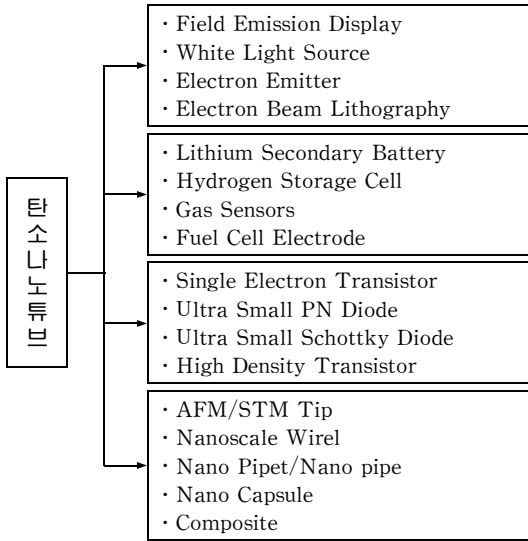 · Field Emission Display
· White Light Source
· Electron Emitter
· Electron Beam Lithography
· Lithium Secondary Battery
· Hydrogen Storage Cell
· Gas Sensors
· Fuel Cell Electrode
탄소나노튜브
· Single Electron Transistor
· Ultra Small PN Diode
· Ultra Small Schottky Diode
· High Density Transistor
· AFM/STM Tip
· Nanoscale Wirel
· Nano Pipet/Nano pipe
· Nano Capsule
· Composite